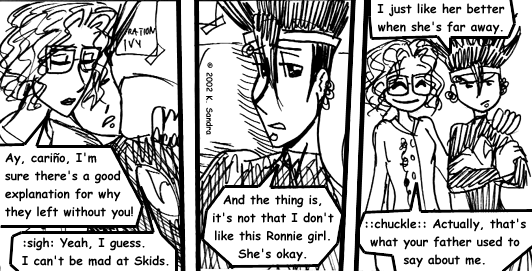 RATION
IVY
Ay, cariño, I'm
sure there's a good
explanation for why
they left without you!
:sigh: Yeah, I guess.
I can't be mad at Skids.
© 2002 K. Sandra
And the thing is,
it's not that I don't
like this Ronnie girl.
She's okay.
I just like her better
when she's far away.
::chuckle:: Actually, that's
what your father used to
say about me.